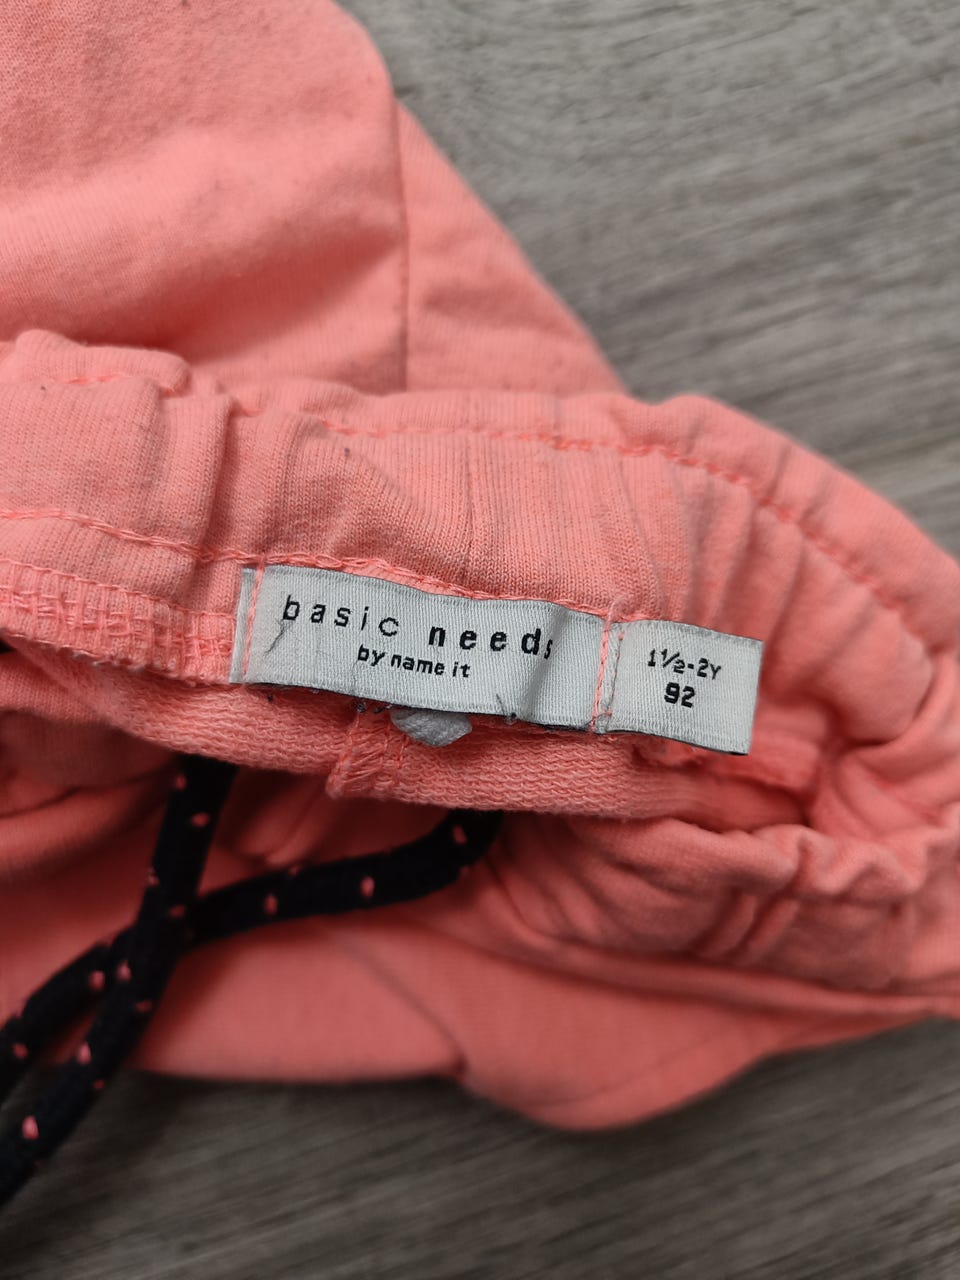 basic needs
by name it
1½-2Y
92